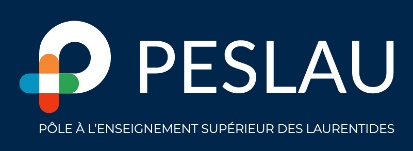 PESLAU
PÔLE À L'ENSEIGNEMENT SUPÉRIEUR DES LAURENTIDES